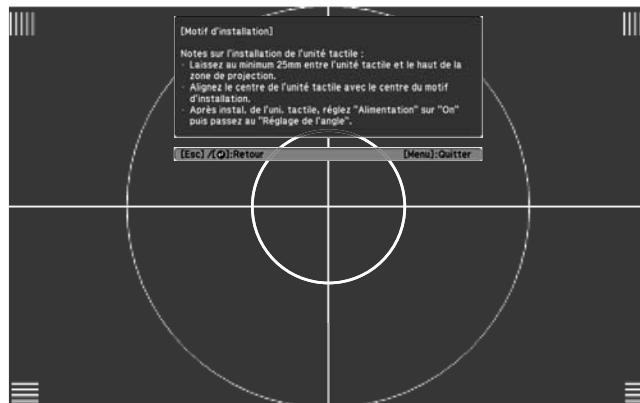 [Motif d'installation]
Notes sur l'installation de l'unité tactile :
· Laissez au minimum 25mm entre l'unité tactile et le haut de la
zone de projection.
· Alignez le centre de l'unité tactile avec le centre du motif
d'installation.
· Après instal. de l'uni. tactile, réglez "Alimentation" sur "On"
puis passez au "Réglage de l'angle".
[Esc] /[⏎]:Retour [Menu]:Quitter